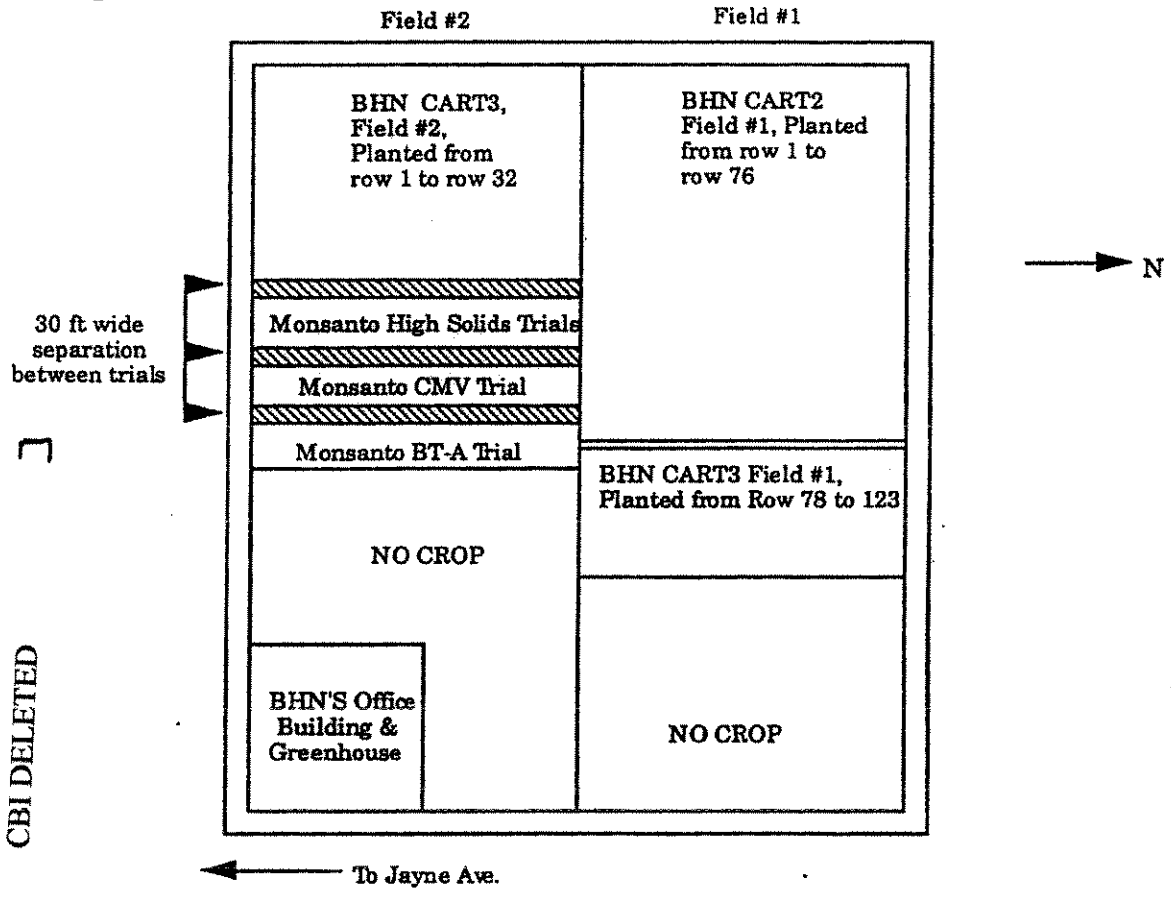 Field #2
Field #1
BHN CART3,
Field #2,
Planted from
row 1 to row 32
BHN CART2
Field #1, Planted
from row 1 to
row 76
N
30 ft wide
separation
between trials
Monsanto High Solids Trials
Monsanto CMV Trial
Monsanto BT-A Trial
BHN CART3 Field #1,
Planted from Row 78 to 123
NO CROP
BHN'S Office
Building &
Greenhouse
NO CROP
CBI DELETED
To Jayne Ave.